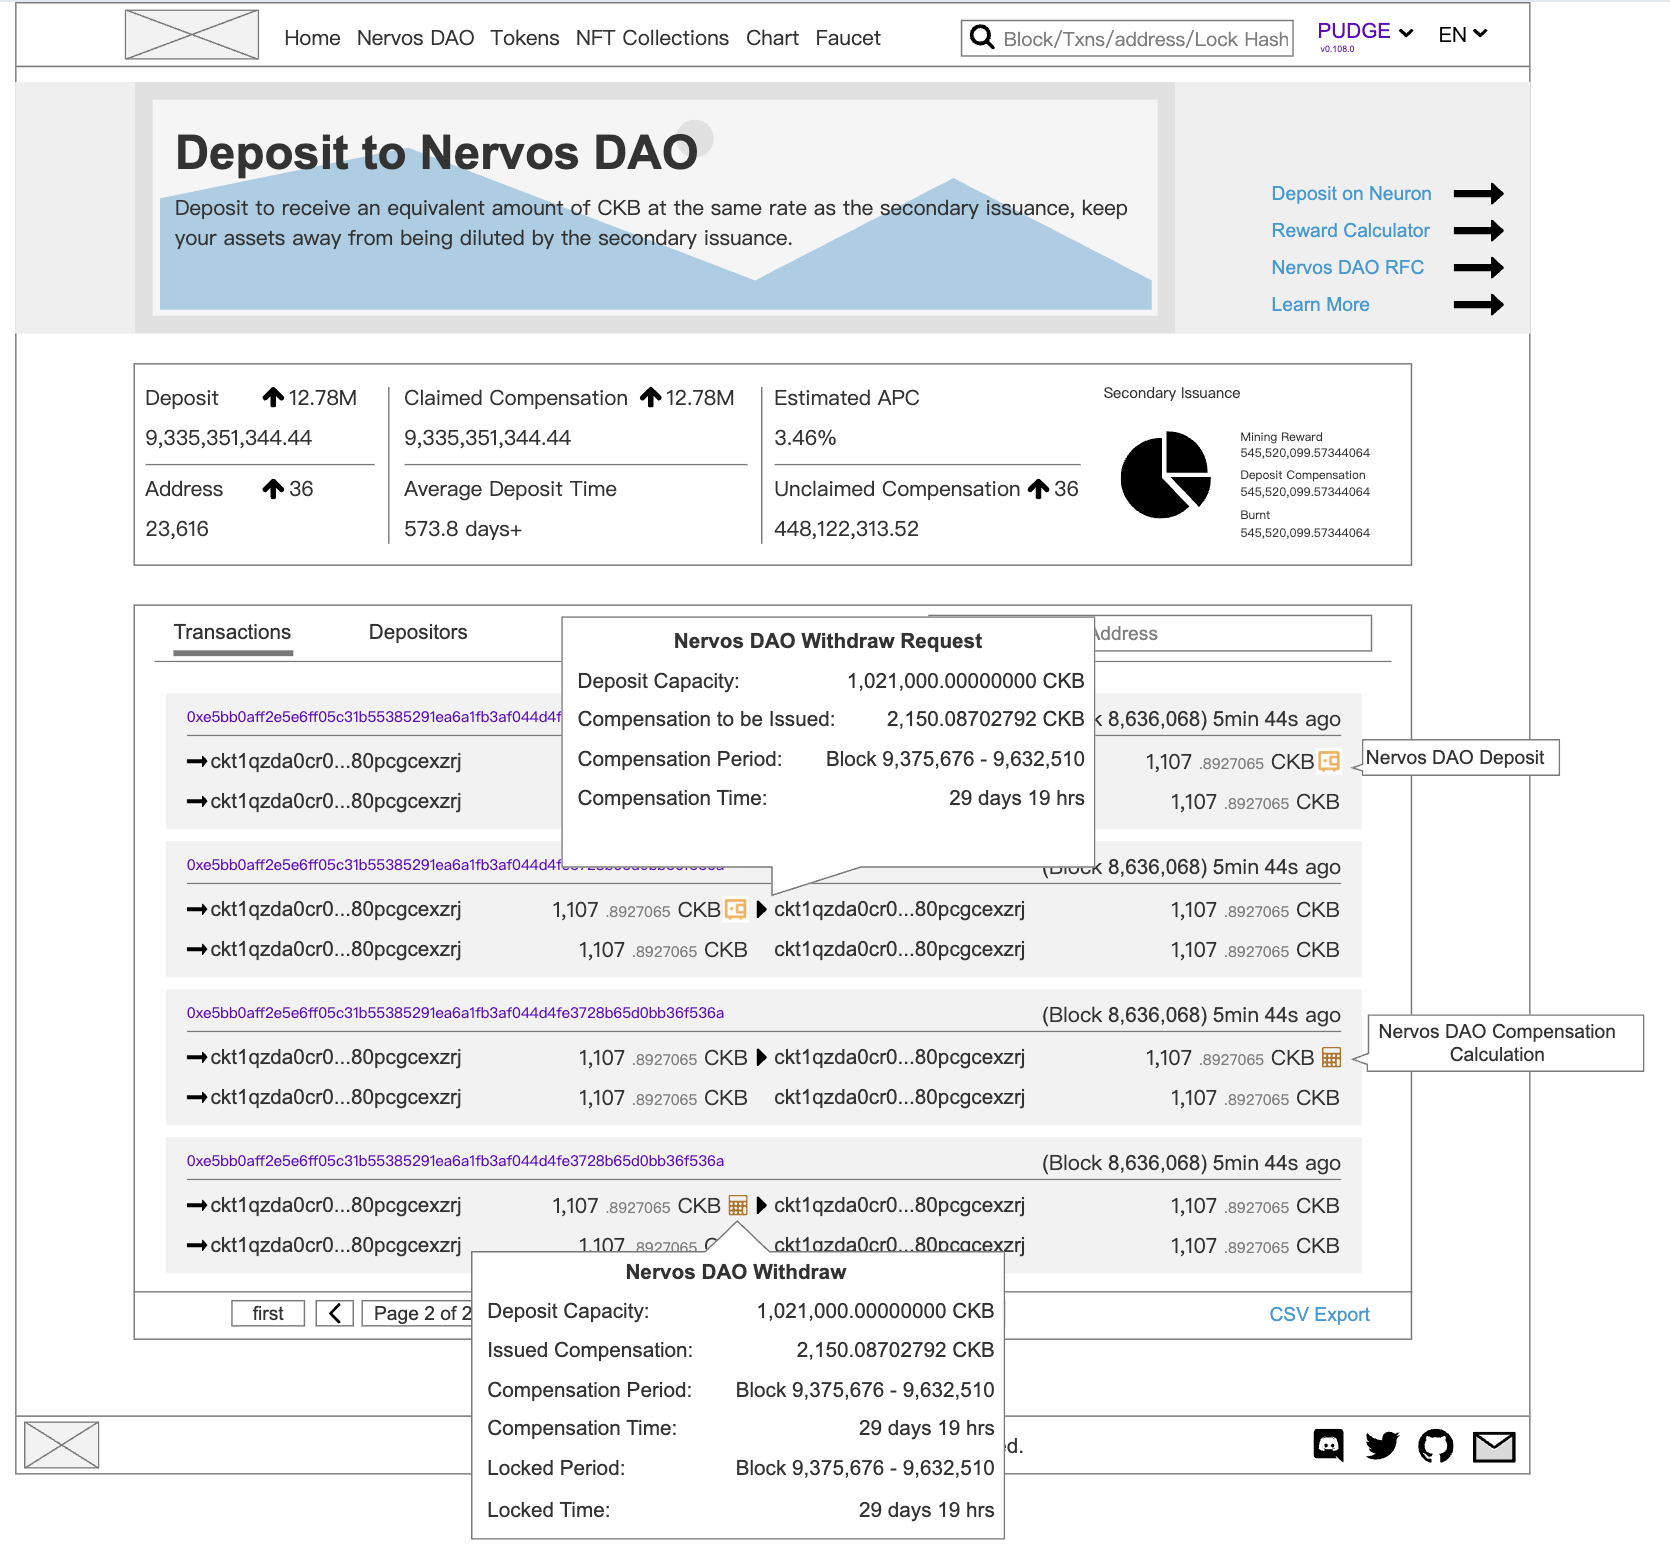 Home Nervos DAO Tokens NFT Collections Chart Faucet
Block/Txns/address/Lock Hash
PUDGE
v0.108.0
EN
Deposit to Nervos DAO
Deposit to receive an equivalent amount of CKB at the same rate as the secondary issuance, keep
your assets away from being diluted by the secondary issuance.
Deposit on Neuron
Reward Calculator
Nervos DAO RFC
Learn More
Deposit 12.78M
9,335,351,344.44
Address 36
23,616
Claimed Compensation 12.78M
9,335,351,344.44
Average Deposit Time
573.8 days+
Estimated APC
3.46%
Unclaimed Compensation 36
448,122,313.52
Secondary Issuance
Mining Reward
545,520,099.57344064
Deposit Compensation
545,520,099.57344064
Burnt
545,520,099.57344064
Transactions Depositors
Address
Nervos DAO Withdraw Request
Deposit Capacity: 1,021,000.00000000 CKB
Compensation to be Issued: 2,150.08702792 CKB
Compensation Period: Block 9,375,676 - 9,632,510
Compensation Time: 29 days 19 hrs
0xe5bb0aff2e5e6ff05c31b55385291ea6a1fb3af044d4f
k 8,636,068) 5min 44s ago
ckt1qzda0cr0...80pcgcexzrj 1,107 .8927065 CKB
Nervos DAO Deposit
ckt1qzda0cr0...80pcgcexzrj 1,107 .8927065 CKB
0xe5bb0aff2e5e6ff05c31b55385291ea6a1fb3af044d4fe3728b65d0bb36f536a (Block 8,636,068) 5min 44s ago
ckt1qzda0cr0...80pcgcexzrj 1,107 .8927065 CKB ckt1qzda0cr0...80pcgcexzrj 1,107 .8927065 CKB
ckt1qzda0cr0...80pcgcexzrj 1,107 .8927065 CKB ckt1qzda0cr0...80pcgcexzrj 1,107 .8927065 CKB
0xe5bb0aff2e5e6ff05c31b55385291ea6a1fb3af044d4fe3728b65d0bb36f536a (Block 8,636,068) 5min 44s ago
ckt1qzda0cr0...80pcgcexzrj 1,107 .8927065 CKB ckt1qzda0cr0...80pcgcexzrj 1,107 .8927065 CKB
Nervos DAO Compensation
Calculation
ckt1qzda0cr0...80pcgcexzrj 1,107 .8927065 CKB ckt1qzda0cr0...80pcgcexzrj 1,107 .8927065 CKB
0xe5bb0aff2e5e6ff05c31b55385291ea6a1fb3af044d4fe3728b65d0bb36f536a (Block 8,636,068) 5min 44s ago
ckt1qzda0cr0...80pcgcexzrj 1,107 .8927065 CKB ckt1qzda0cr0...80pcgcexzrj 1,107 .8927065 CKB
ckt1qzda0cr0...80pcgcexzrj 1,107 .8927065 C ckt1qzda0cr0...80pcgcexzrj 1,107 .8927065 CKB
Nervos DAO Withdraw
Deposit Capacity: 1,021,000.00000000 CKB
Issued Compensation: 2,150.08702792 CKB
Compensation Period: Block 9,375,676 - 9,632,510
Compensation Time: 29 days 19 hrs
Locked Period: Block 9,375,676 - 9,632,510
Locked Time: 29 days 19 hrs
first Page 2 of 2
CSV Export
ed.